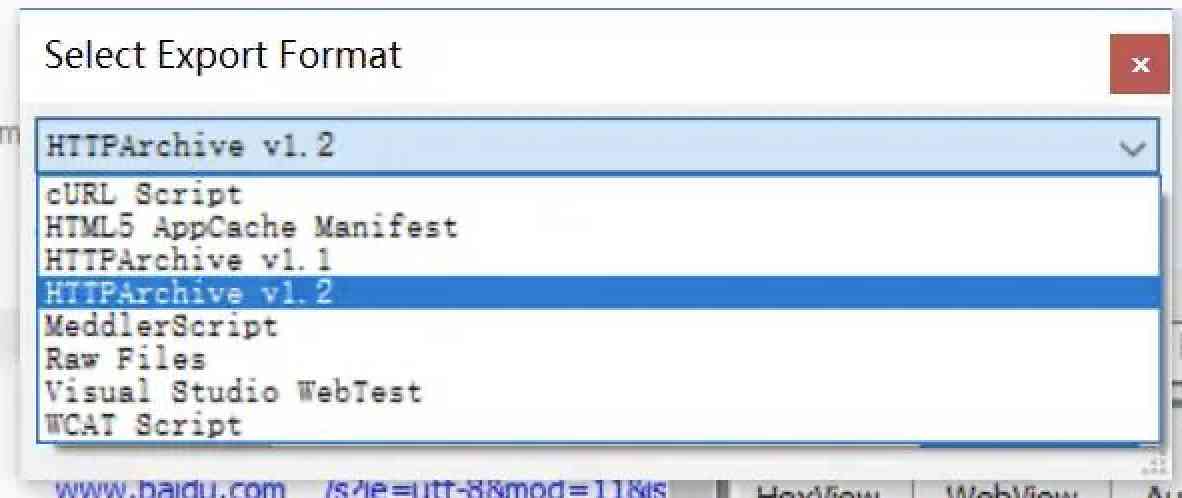 Select Export Format
HTTPArchive v1.2
cURL Script
HTML5 AppCache Manifest
HTTPArchive v1.1
HTTPArchive v1.2
MeddlerScript
Raw Files
Visual Studio WebTest
WCAT Script
www.baidu.com /s?ie=utf-8&mod=11&is
HexView WebView Au